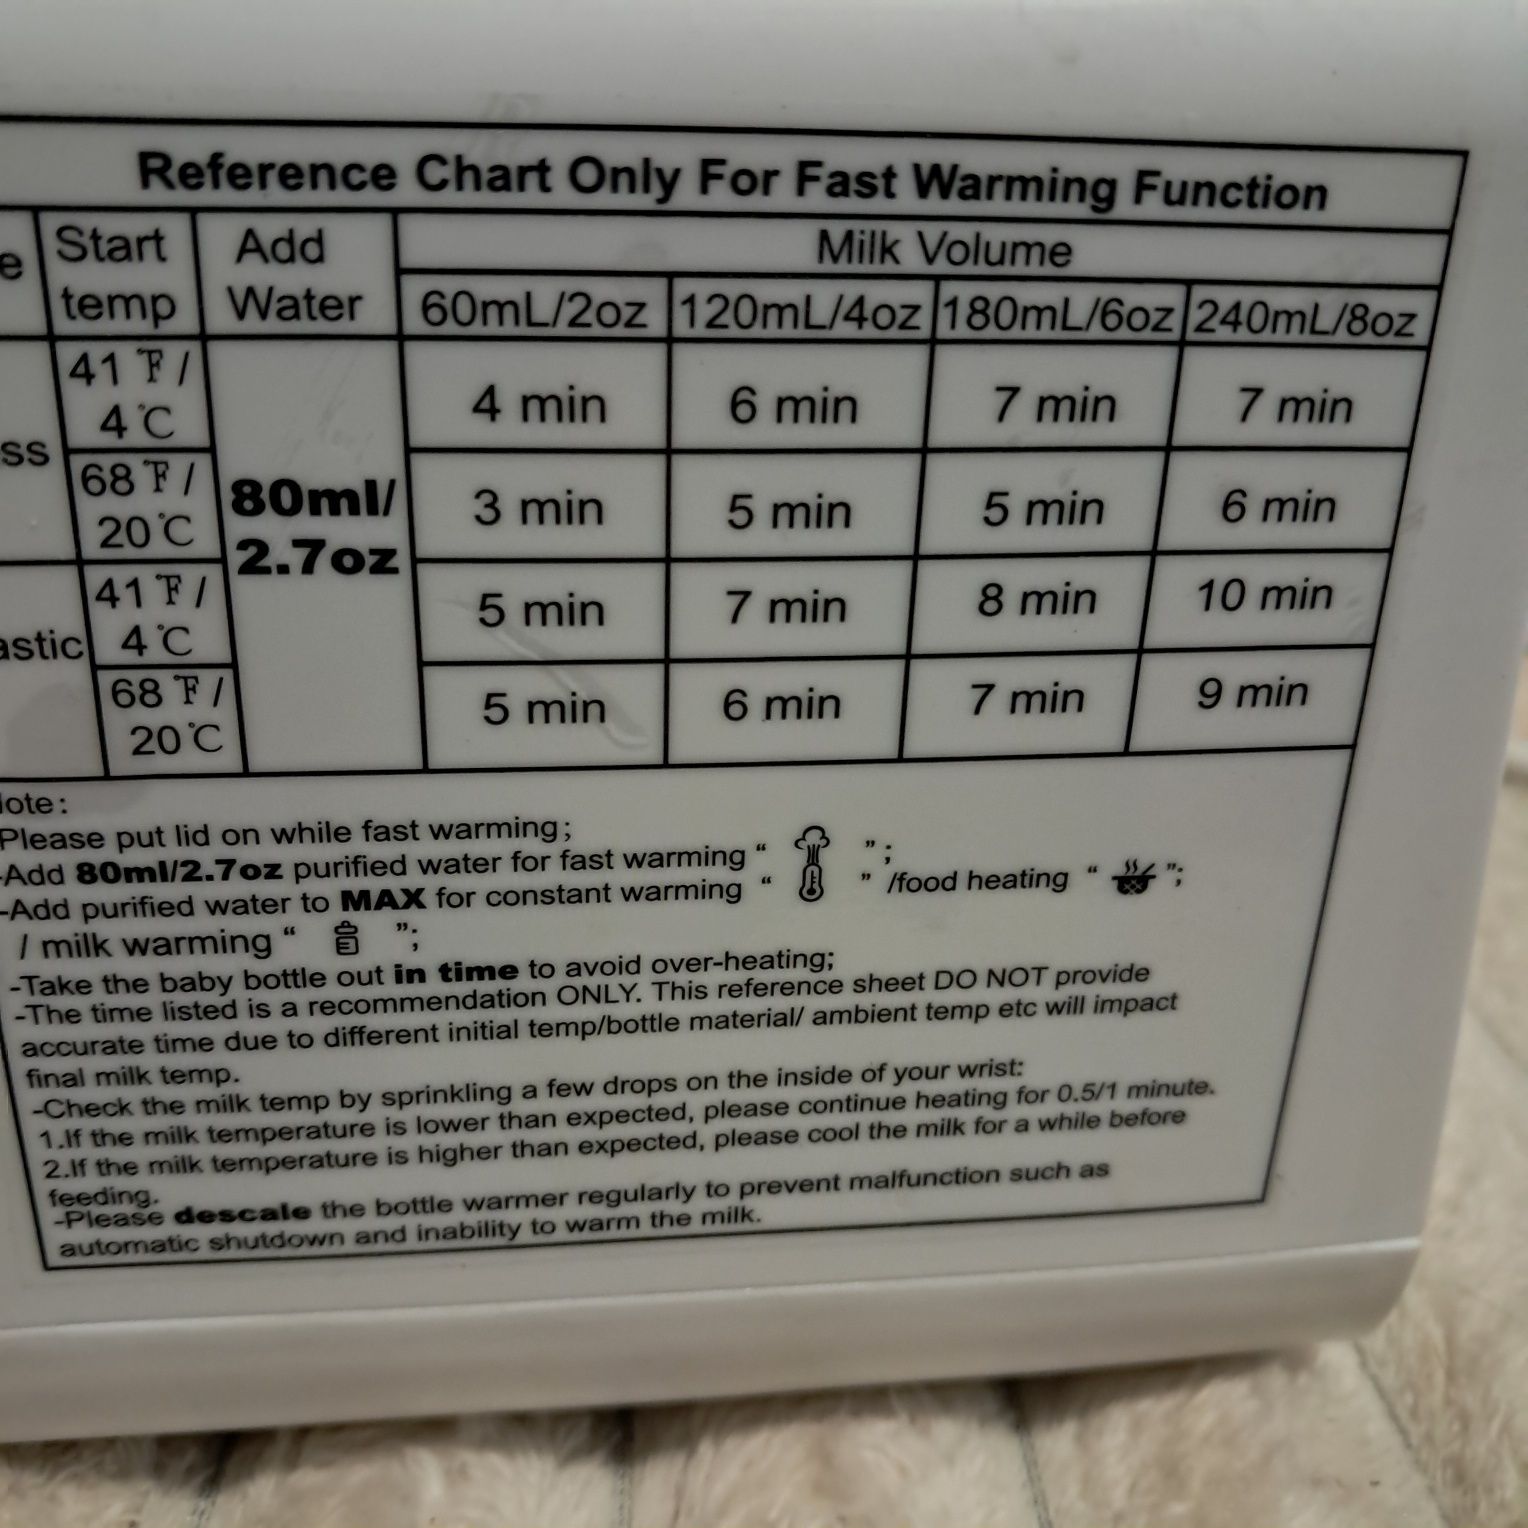 Reference Chart Only For Fast Warming Function
e Start temp Add Water Milk Volume
60mL/2oz 120mL/4oz 180mL/6oz 240mL/8oz
ss 41℉/4℃ 80ml/2.7oz 4 min 6 min 7 min 7 min
68℉/20℃ 3 min 5 min 5 min 6 min
astic 41℉/4℃ 5 min 7 min 8 min 10 min
68℉/20℃ 5 min 6 min 7 min 9 min
lote:
Please put lid on while fast warming;
-Add 80ml/2.7oz purified water for fast warming “ ”;
-Add purified water to MAX for constant warming “ ” /food heating “ ”;
/ milk warming “ ”;
-Take the baby bottle out in time to avoid over-heating;
-The time listed is a recommendation ONLY. This reference sheet DO NOT provide
accurate time due to different initial temp/bottle material/ ambient temp etc will impact
final milk temp.
-Check the milk temp by sprinkling a few drops on the inside of your wrist:
1.If the milk temperature is lower than expected, please continue heating for 0.5/1 minute.
2.If the milk temperature is higher than expected, please cool the milk for a while before
feeding.
-Please descale the bottle warmer regularly to prevent malfunction such as
automatic shutdown and inability to warm the milk.